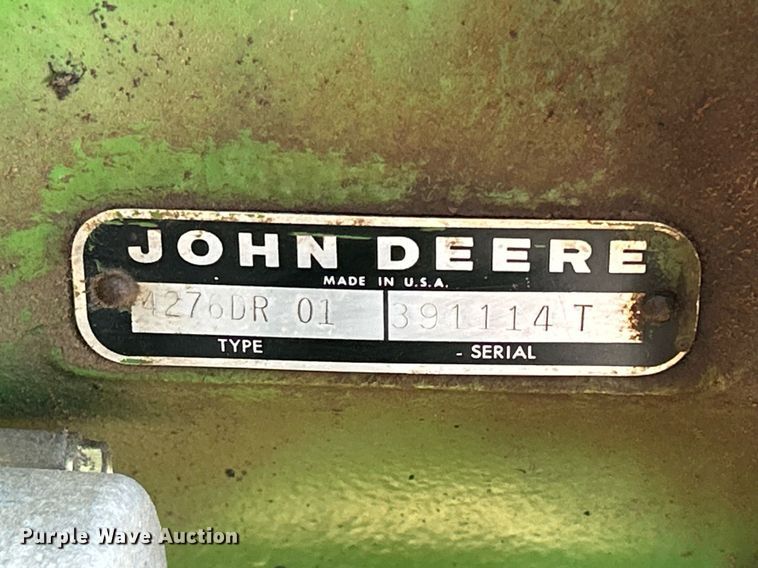 JOHN DEERE
MADE IN U.S.A.
4276DR 01 391114 T
TYPE - SERIAL
Purple Wave Auction